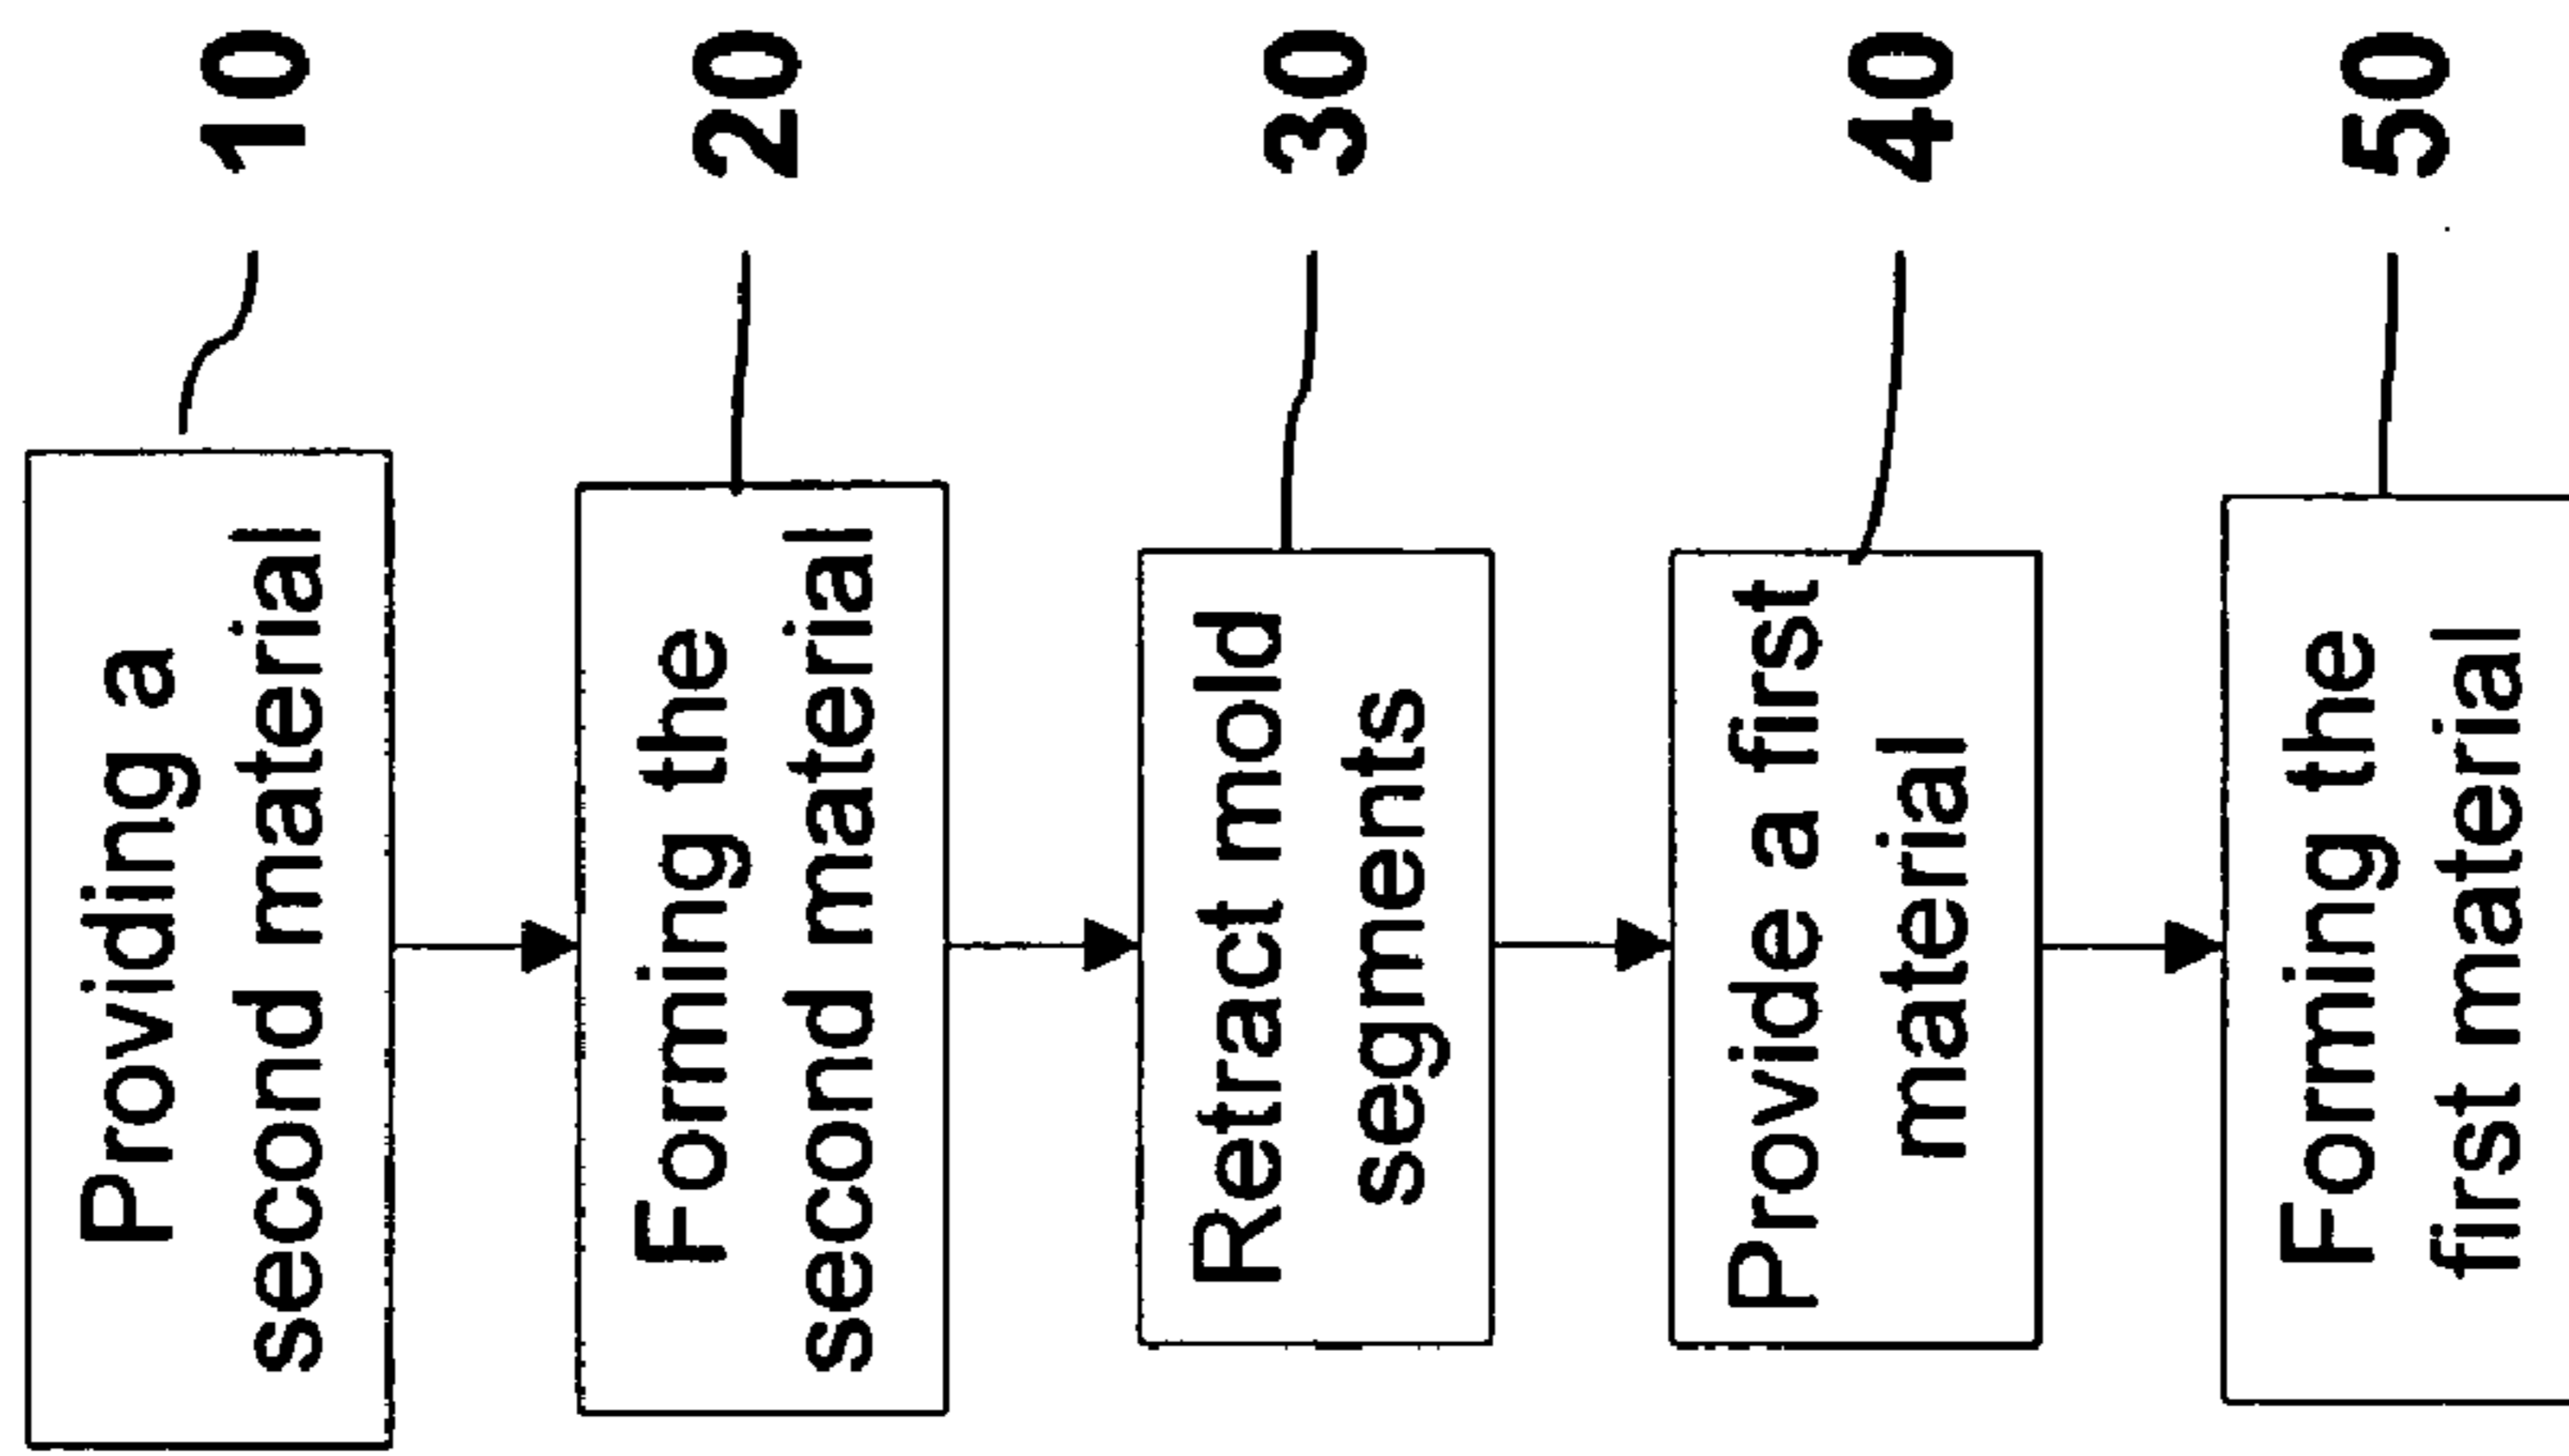 Providing a
second material
10
Forming the
second material
20
Retract mold
segments
30
Provide a first
material
40
Forming the
first material
50